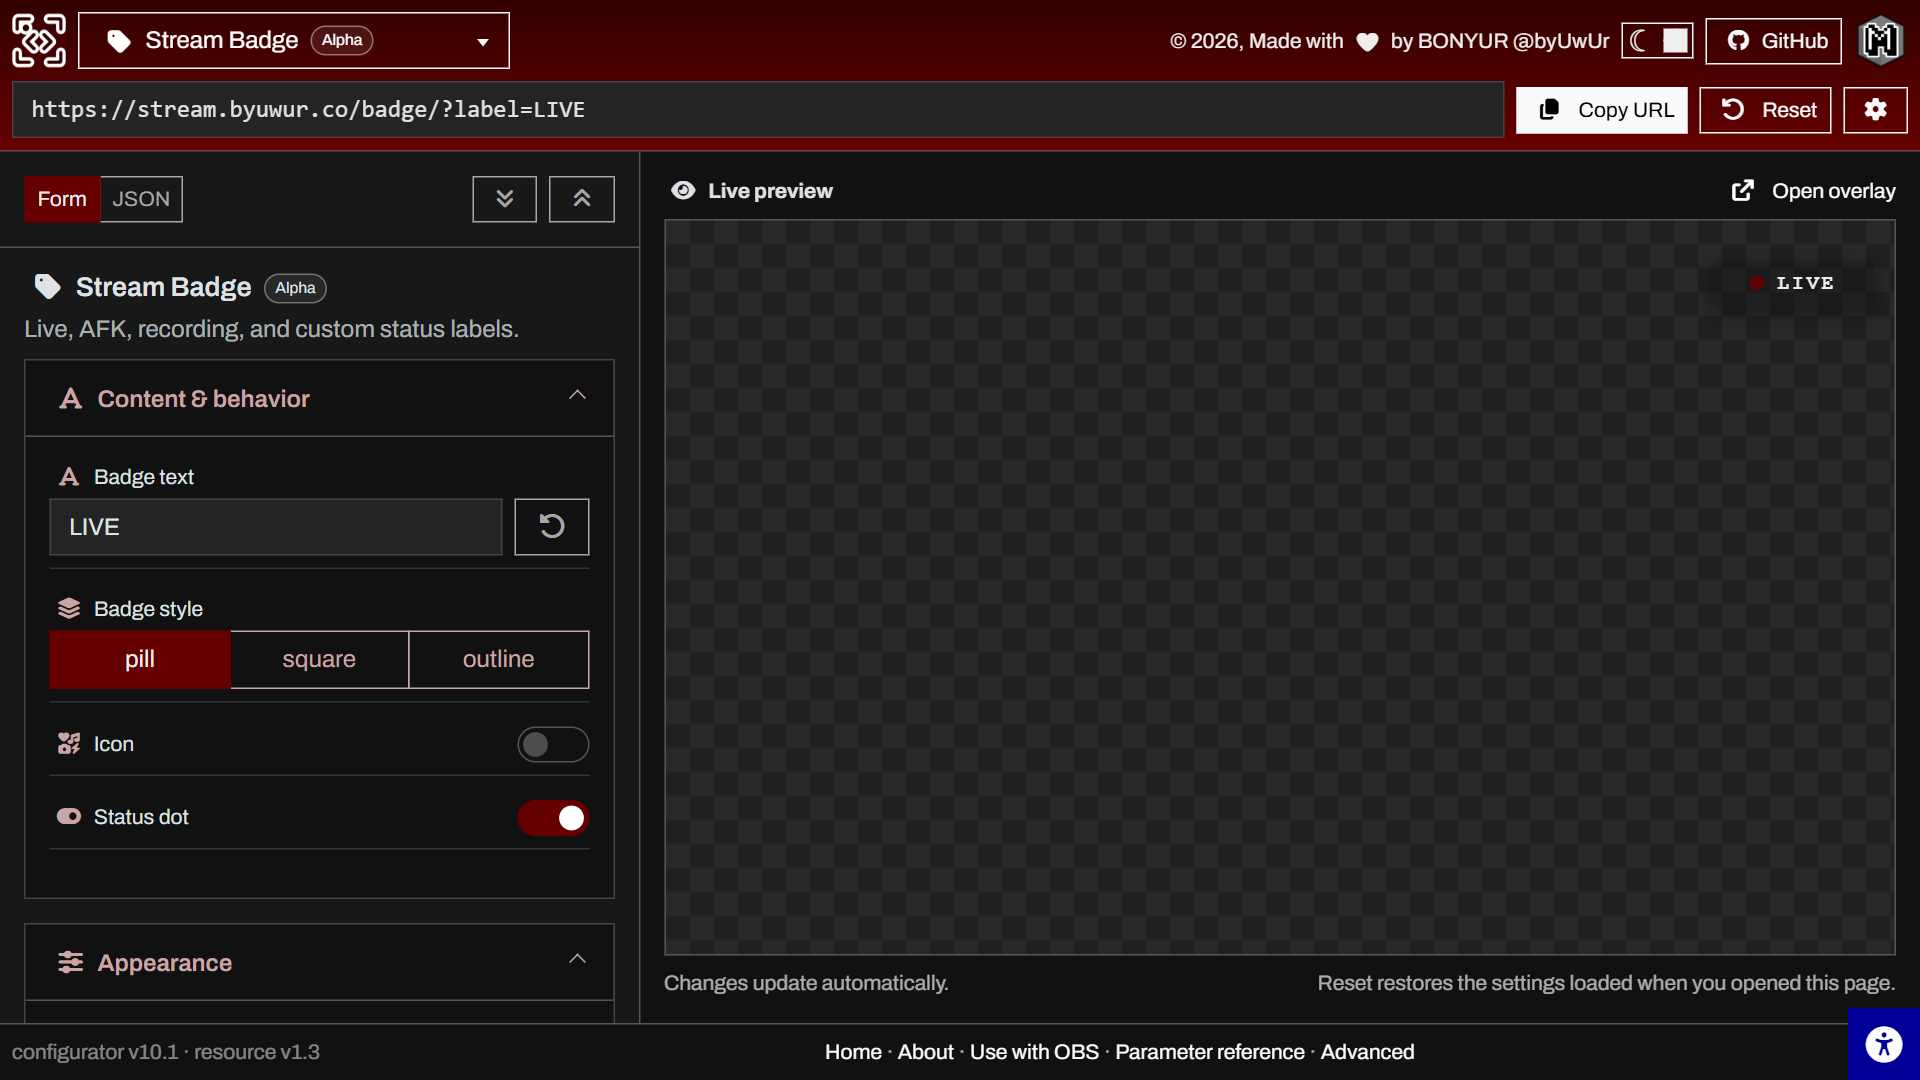 Stream Badge Alpha
© 2026, Made with by BONYUR @byUwUr
GitHub
https://stream.byuwur.co/badge/?label=LIVE
Copy URL
Reset
Form
JSON
Live preview
Open overlay
Stream Badge Alpha
Live, AFK, recording, and custom status labels.
Content & behavior
Badge text
LIVE
Badge style
pill
square
outline
Icon
Status dot
Appearance
LIVE
Changes update automatically.
Reset restores the settings loaded when you opened this page.
configurator v10.1 · resource v1.3
Home · About · Use with OBS · Parameter reference · Advanced